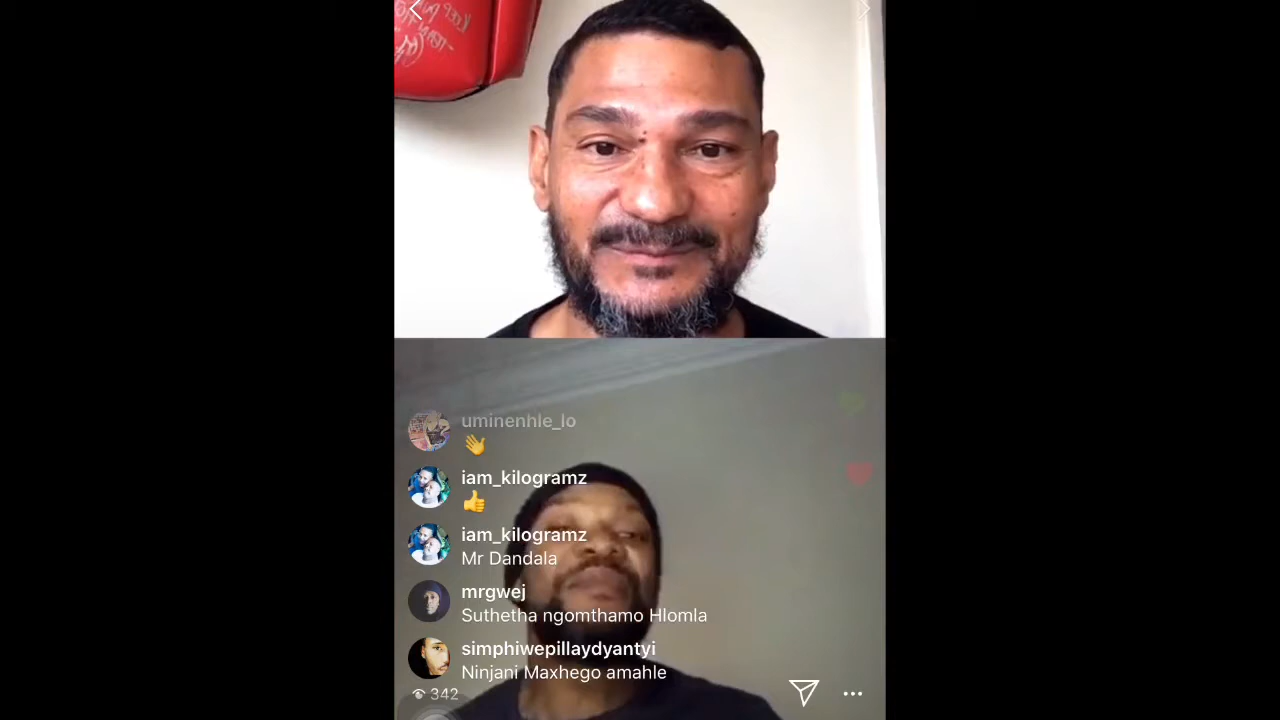 uminenhle_lo
👋
iam_kilogramz
👍
iam_kilogramz
Mr Dandala
mrgwej
Suthetha ngomthamo Hlomla
simphiwepillaydyantyi
Ninjani Maxhego amahle
342